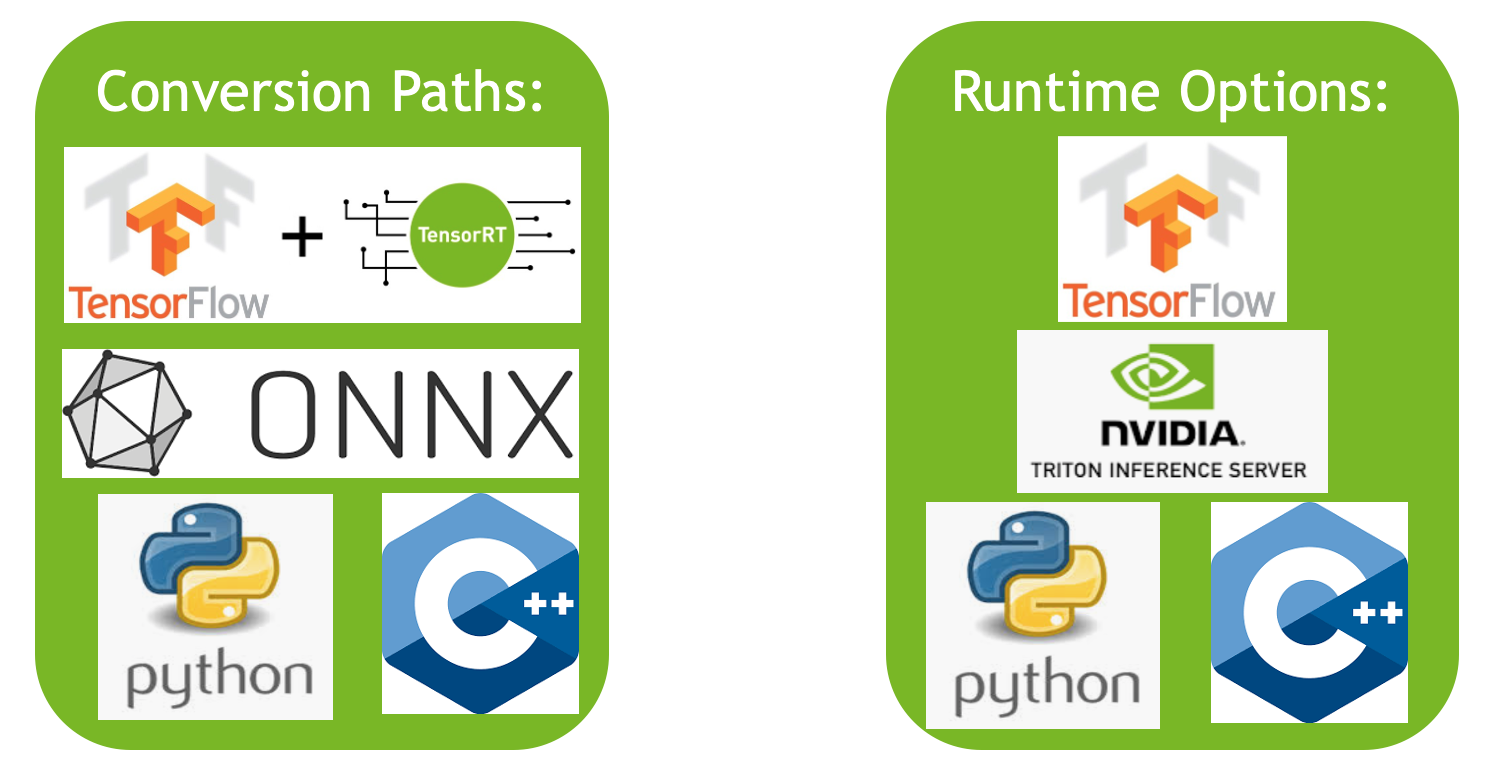 Conversion Paths:
TensorFlow
+
TensorRT
ONNX
python
C++
Runtime Options:
TensorFlow
NVIDIA.
TRITON INFERENCE SERVER
python
C++